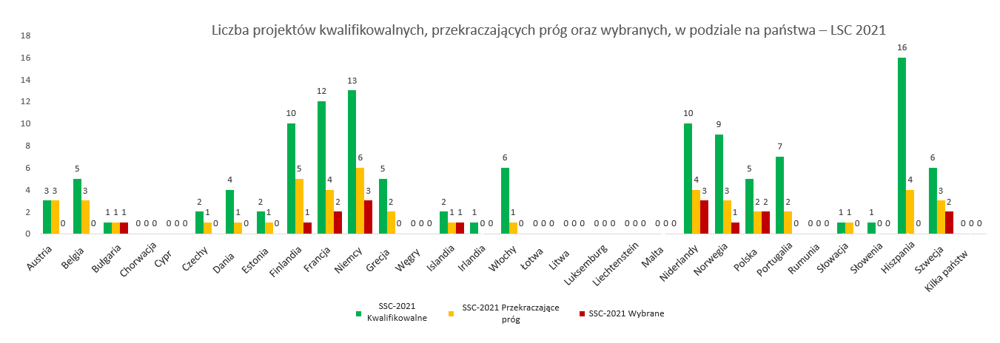 Liczba projektów kwalifikowalnych, przekraczających próg oraz wybranych, w podziale na państwa – LSC 2021
18
16
14
12
10
8
6
4
2
0
3 3 0
5 3 0
1 1 1
0 0 0
0 0 0
2 1 0
4 1 0
2 1 0
10 5 1
12 4 2
13 6 3
5 2 0
0 0 0
2 1 1
1 0 0
6 1 0
0 0 0
0 0 0
0 0 0
0 0 0
0 0 0
10 4 3
9 3 1
5 2 2
7 2 0
0 0 0
1 1 0
1 0 0
16 4 0
6 3 2
0 0 0
Austria
Belgia
Bułgaria
Chorwacja
Cypr
Czechy
Dania
Estonia
Finlandia
Francja
Niemcy
Grecja
Węgry
Islandia
Irlandia
Włochy
Łotwa
Litwa
Luksemburg
Liechtenstein
Malta
Niderlandy
Norwegia
Polska
Portugalia
Rumunia
Słowacja
Słowenia
Hiszpania
Szwecja
Kilka państw
SSC-2021
Kwalifikowalne
SSC-2021 Przekraczające
próg
SSC-2021 Wybrane